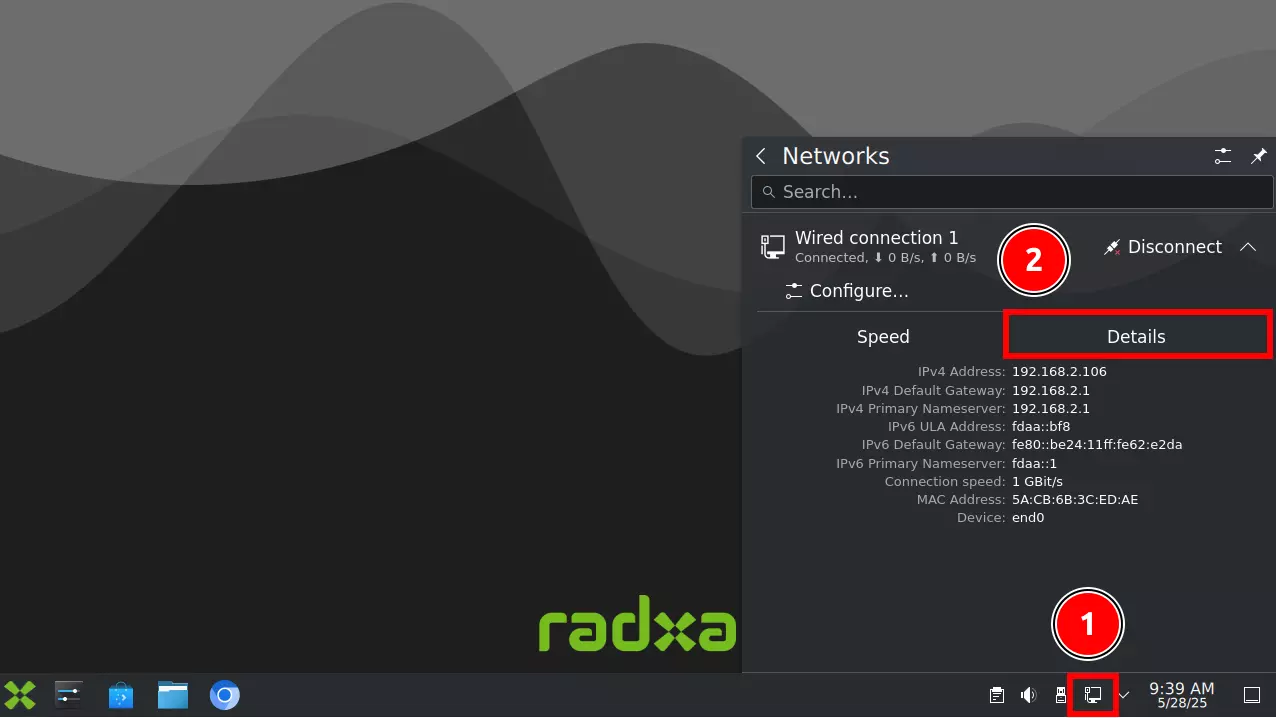 Networks
Search...
Wired connection 1
Connected, ⬇ 0 B/s, ⬆ 0 B/s
2
Disconnect
Configure...
Speed
Details
IPv4 Address: 192.168.2.106
IPv4 Default Gateway: 192.168.2.1
IPv4 Primary Nameserver: 192.168.2.1
IPv6 ULA Address: fdaa::bf8
IPv6 Default Gateway: fe80::be24:11ff:fe62:e2da
IPv6 Primary Nameserver: fdaa::1
Connection speed: 1 GBit/s
MAC Address: 5A:CB:6B:3C:ED:AE
Device: end0
radxa
1
9:39 AM
5/28/25